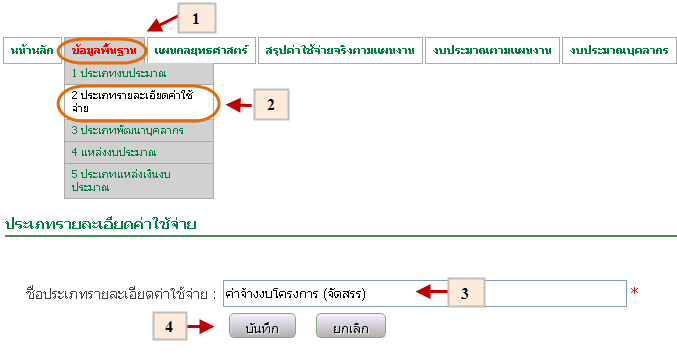 1
หน้าหลัก ข้อมูลพื้นฐาน แผนกลยุทธศาสตร์ สรุปค่าใช้จ่ายจริงตามแผนงาน งบประมาณตามแผนงาน งบประมาณบุคลากร
1 ประเภทงบประมาณ
2 ประเภทรายละเอียดค่าใช้
จ่าย
2
3 ประเภทพัฒนาบุคลากร
4 แหล่งงบประมาณ
5 ประเภทแหล่งเงินงบ
ประมาณ
ประเภทรายละเอียดค่าใช้จ่าย
ชื่อประเภทรายละเอียดค่าใช้จ่าย : ค่าจ้างงบโครงการ (จัดสรร) 3 *
4 บันทึก ยกเลิก